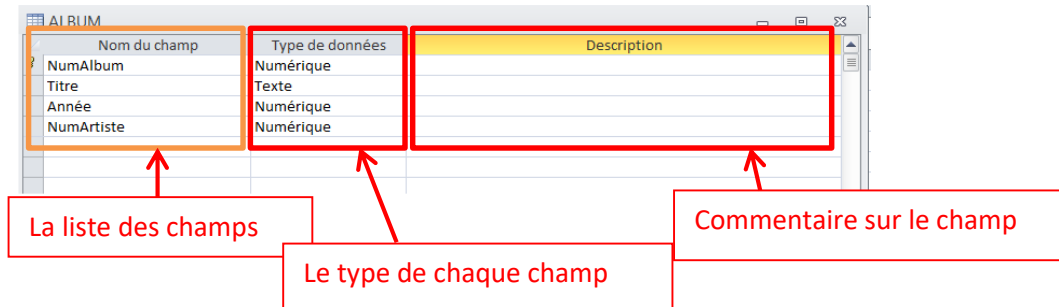 ALBUM
Nom du champ Type de données Description
NumAlbum Numérique
Titre Texte
Année Numérique
NumArtiste Numérique
La liste des champs
Le type de chaque champ
Commentaire sur le champ